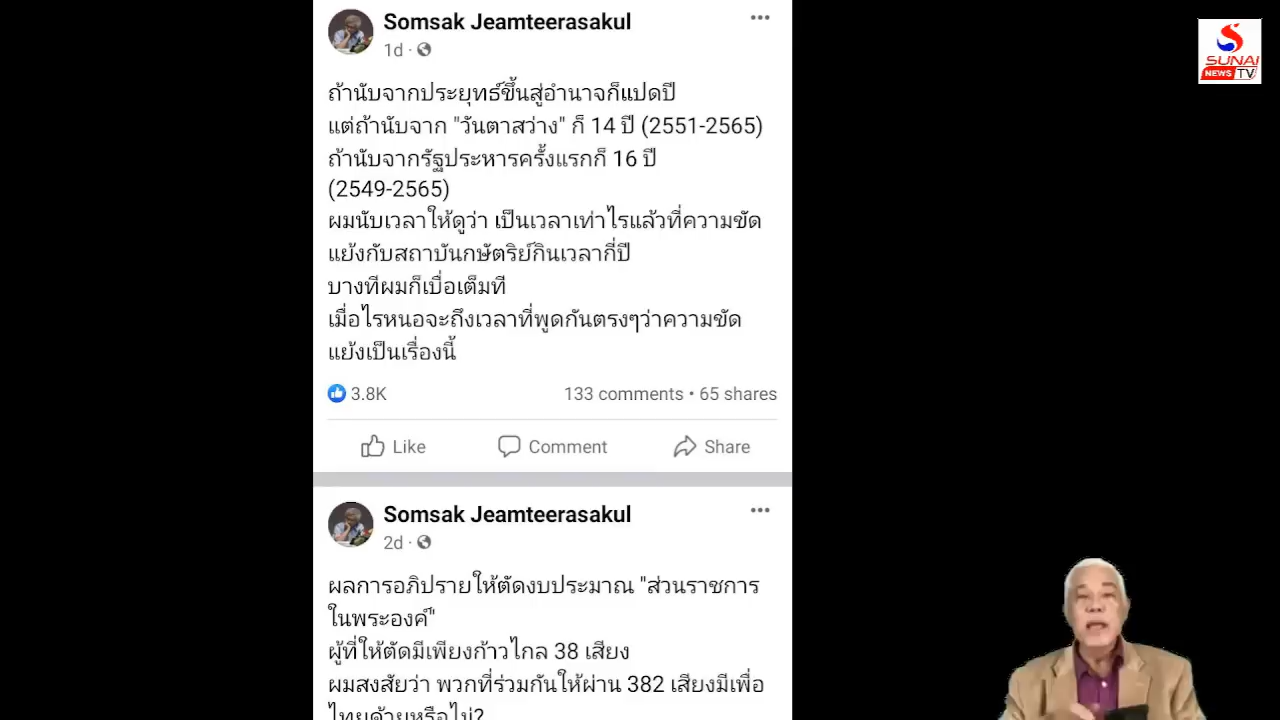 Somsak Jeamteerasakul
1d
ถ้านับจากประยุทธ์ขึ้นสู่อำนาจก็แปดปี
แต่ถ้านับจาก "วันตาสว่าง" ก็ 14 ปี (2551-2565)
ถ้านับจากรัฐประหารครั้งแรกก็ 16 ปี
(2549-2565)
ผมนับเวลาให้ดูว่า เป็นเวลาเท่าไรแล้วที่ความขัด
แย้งกับสถาบันกษัตริย์กินเวลากี่ปี
บางทีผมก็เบื่อเต็มที
เมื่อไรหนอจะถึงเวลาที่พูดกันตรงๆว่าความขัด
แย้งเป็นเรื่องนี้
3.8K 133 comments • 65 shares
Like Comment Share
Somsak Jeamteerasakul
2d
ผลการอภิปรายให้ตัดงบประมาณ "ส่วนราชการ
ในพระองค์"
ผู้ที่ให้ตัดมีเพียงก้าวไกล 38 เสียง
ผมสงสัยว่า พวกที่ร่วมกันให้ผ่าน 382 เสียงมีเพื่อ
ไทยด้วยหรือไม่?
SUNAI
NEWS TV